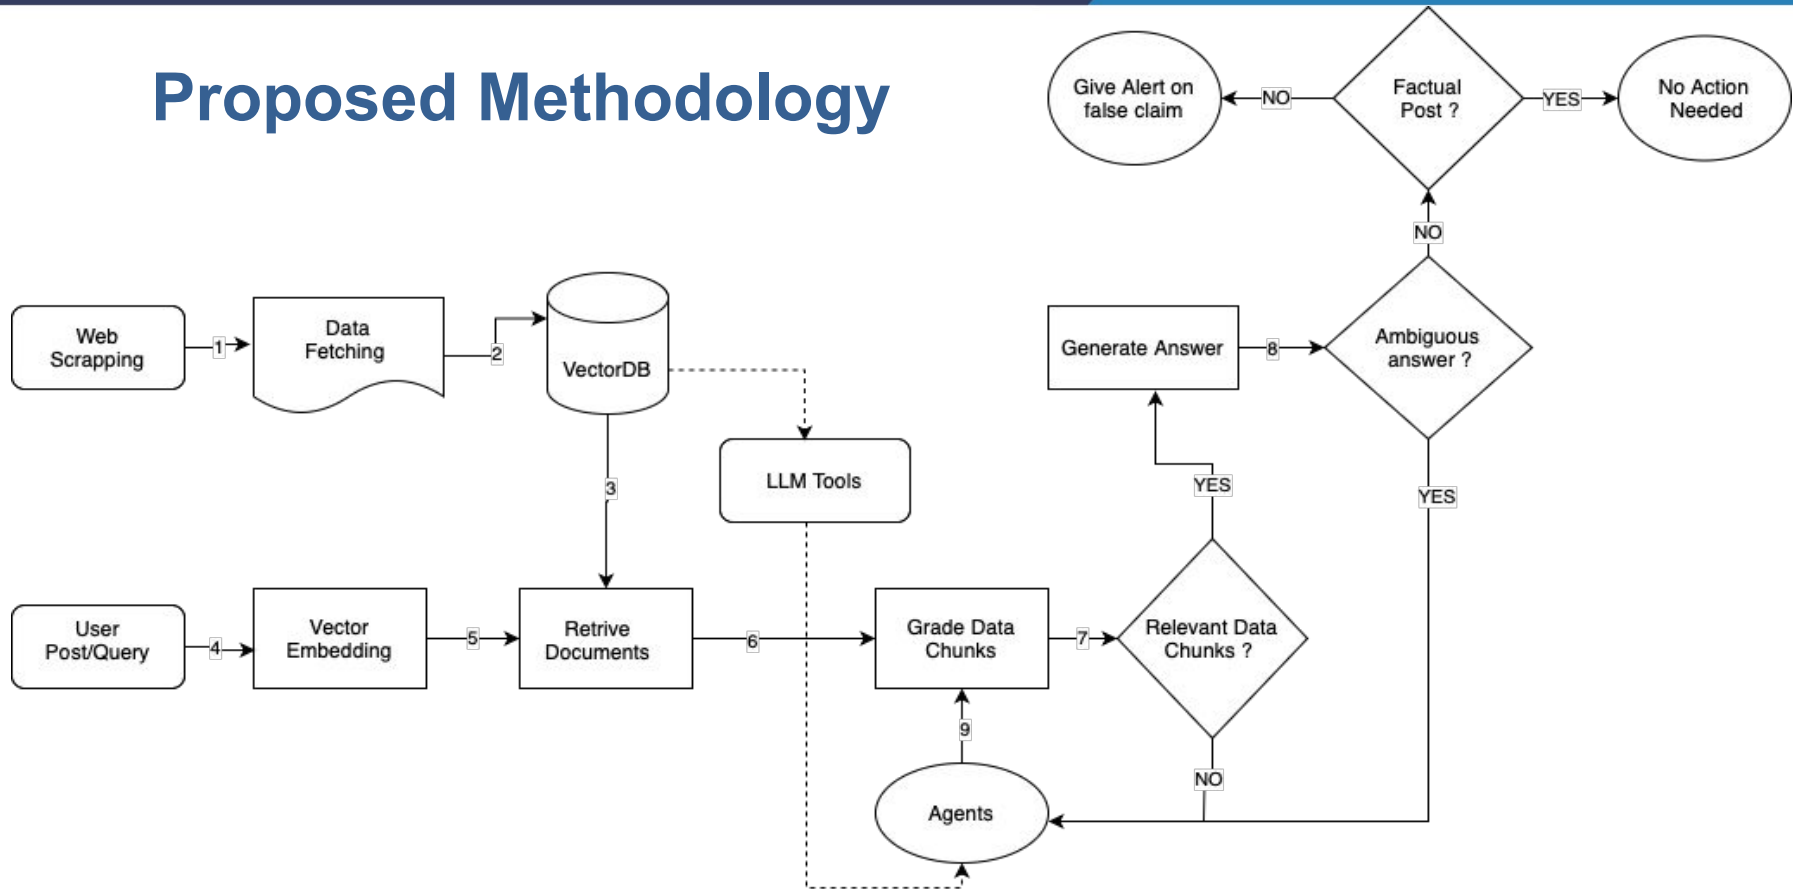 Proposed Methodology
Give Alert on
false claim
NO
Factual
Post ?
YES
No Action
Needed
NO
Web
Scrapping
1
Data
Fetching
2
VectorDB
Generate Answer
8
Ambiguous
answer ?
3
LLM Tools
YES
YES
User
Post/Query
4
Vector
Embedding
5
Retrive
Documents
6
Grade Data
Chunks
7
Relevant Data
Chunks ?
9
NO
Agents